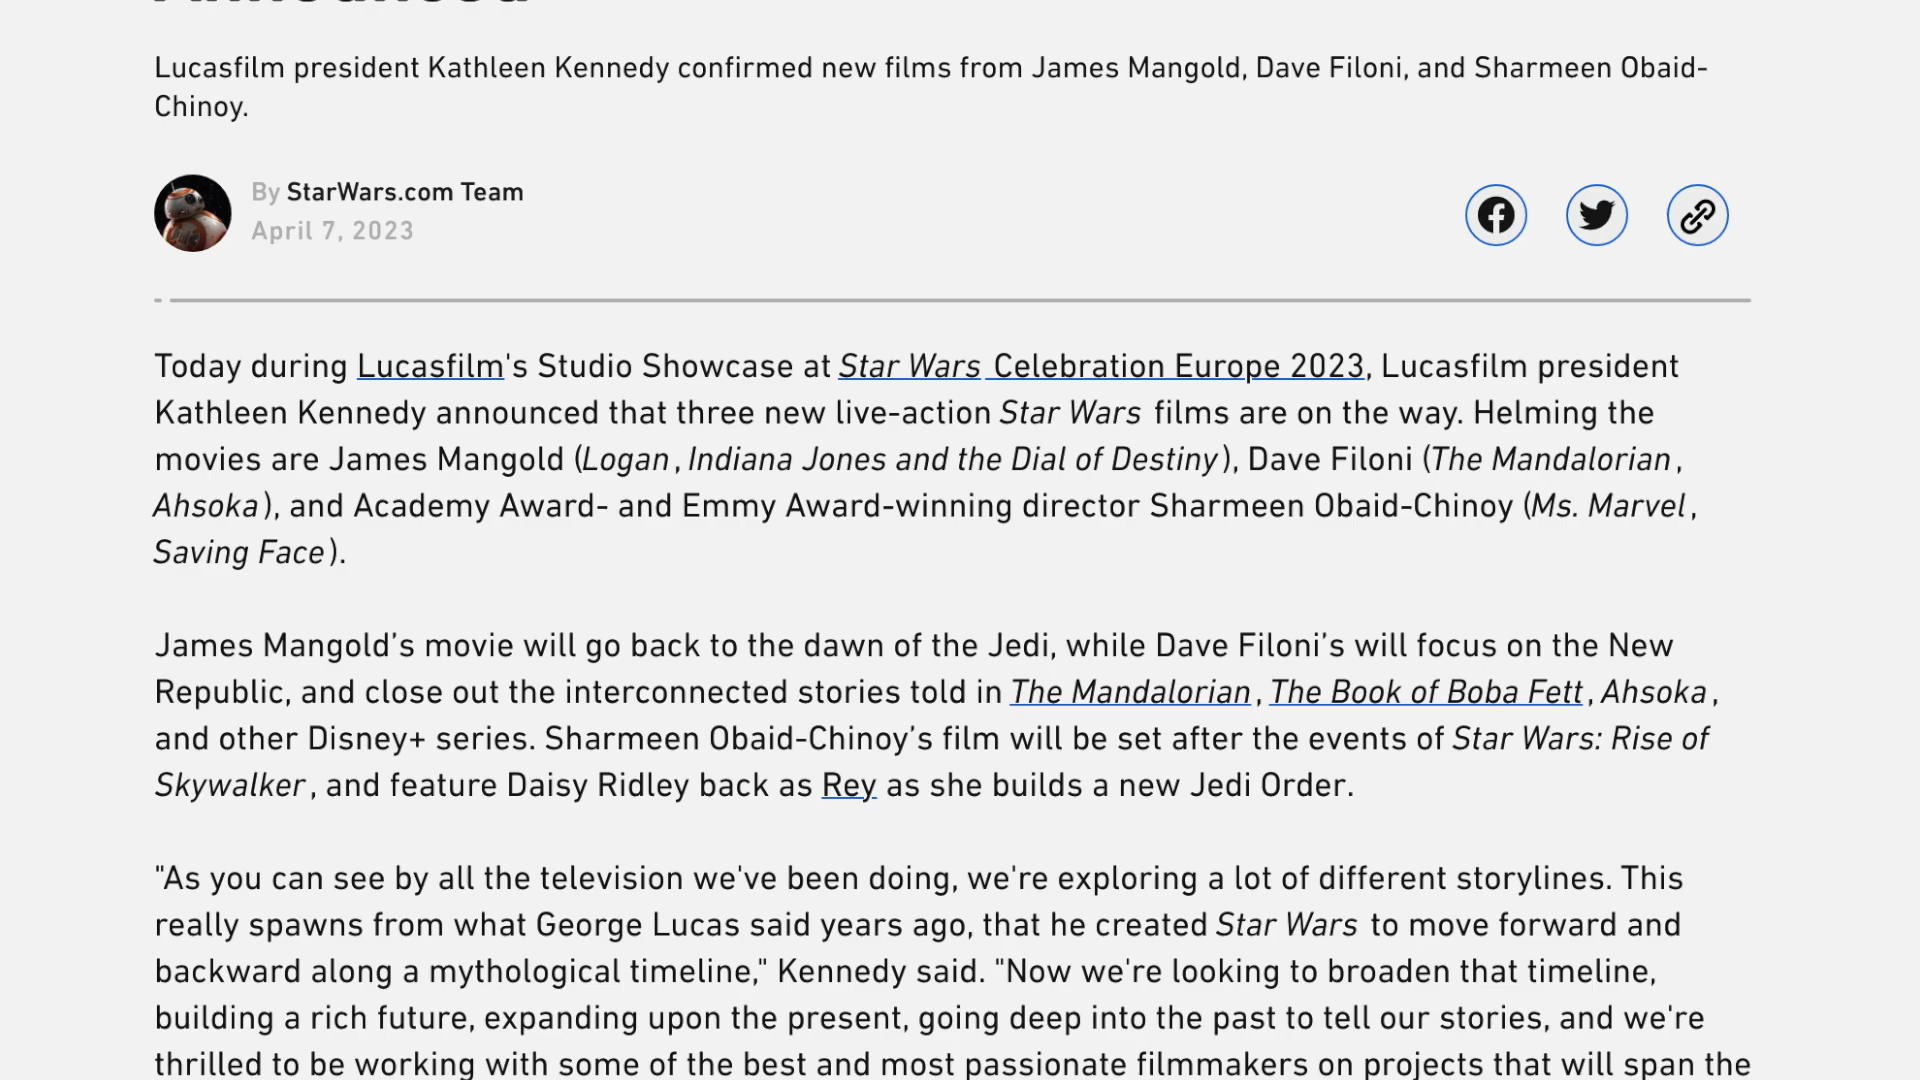 Announced
Lucasfilm president Kathleen Kennedy confirmed new films from James Mangold, Dave Filoni, and Sharmeen Obaid-
Chinoy.
By StarWars.com Team
April 7, 2023
Today during Lucasfilm's Studio Showcase at Star Wars Celebration Europe 2023, Lucasfilm president
Kathleen Kennedy announced that three new live-action Star Wars films are on the way. Helming the
movies are James Mangold (Logan, Indiana Jones and the Dial of Destiny), Dave Filoni (The Mandalorian,
Ahsoka), and Academy Award- and Emmy Award-winning director Sharmeen Obaid-Chinoy (Ms. Marvel,
Saving Face).
James Mangold’s movie will go back to the dawn of the Jedi, while Dave Filoni’s will focus on the New
Republic, and close out the interconnected stories told in The Mandalorian, The Book of Boba Fett, Ahsoka,
and other Disney+ series. Sharmeen Obaid-Chinoy’s film will be set after the events of Star Wars: Rise of
Skywalker, and feature Daisy Ridley back as Rey as she builds a new Jedi Order.
"As you can see by all the television we've been doing, we're exploring a lot of different storylines. This
really spawns from what George Lucas said years ago, that he created Star Wars to move forward and
backward along a mythological timeline," Kennedy said. "Now we're looking to broaden that timeline,
building a rich future, expanding upon the present, going deep into the past to tell our stories, and we're
thrilled to be working with some of the best and most passionate filmmakers on projects that will span the